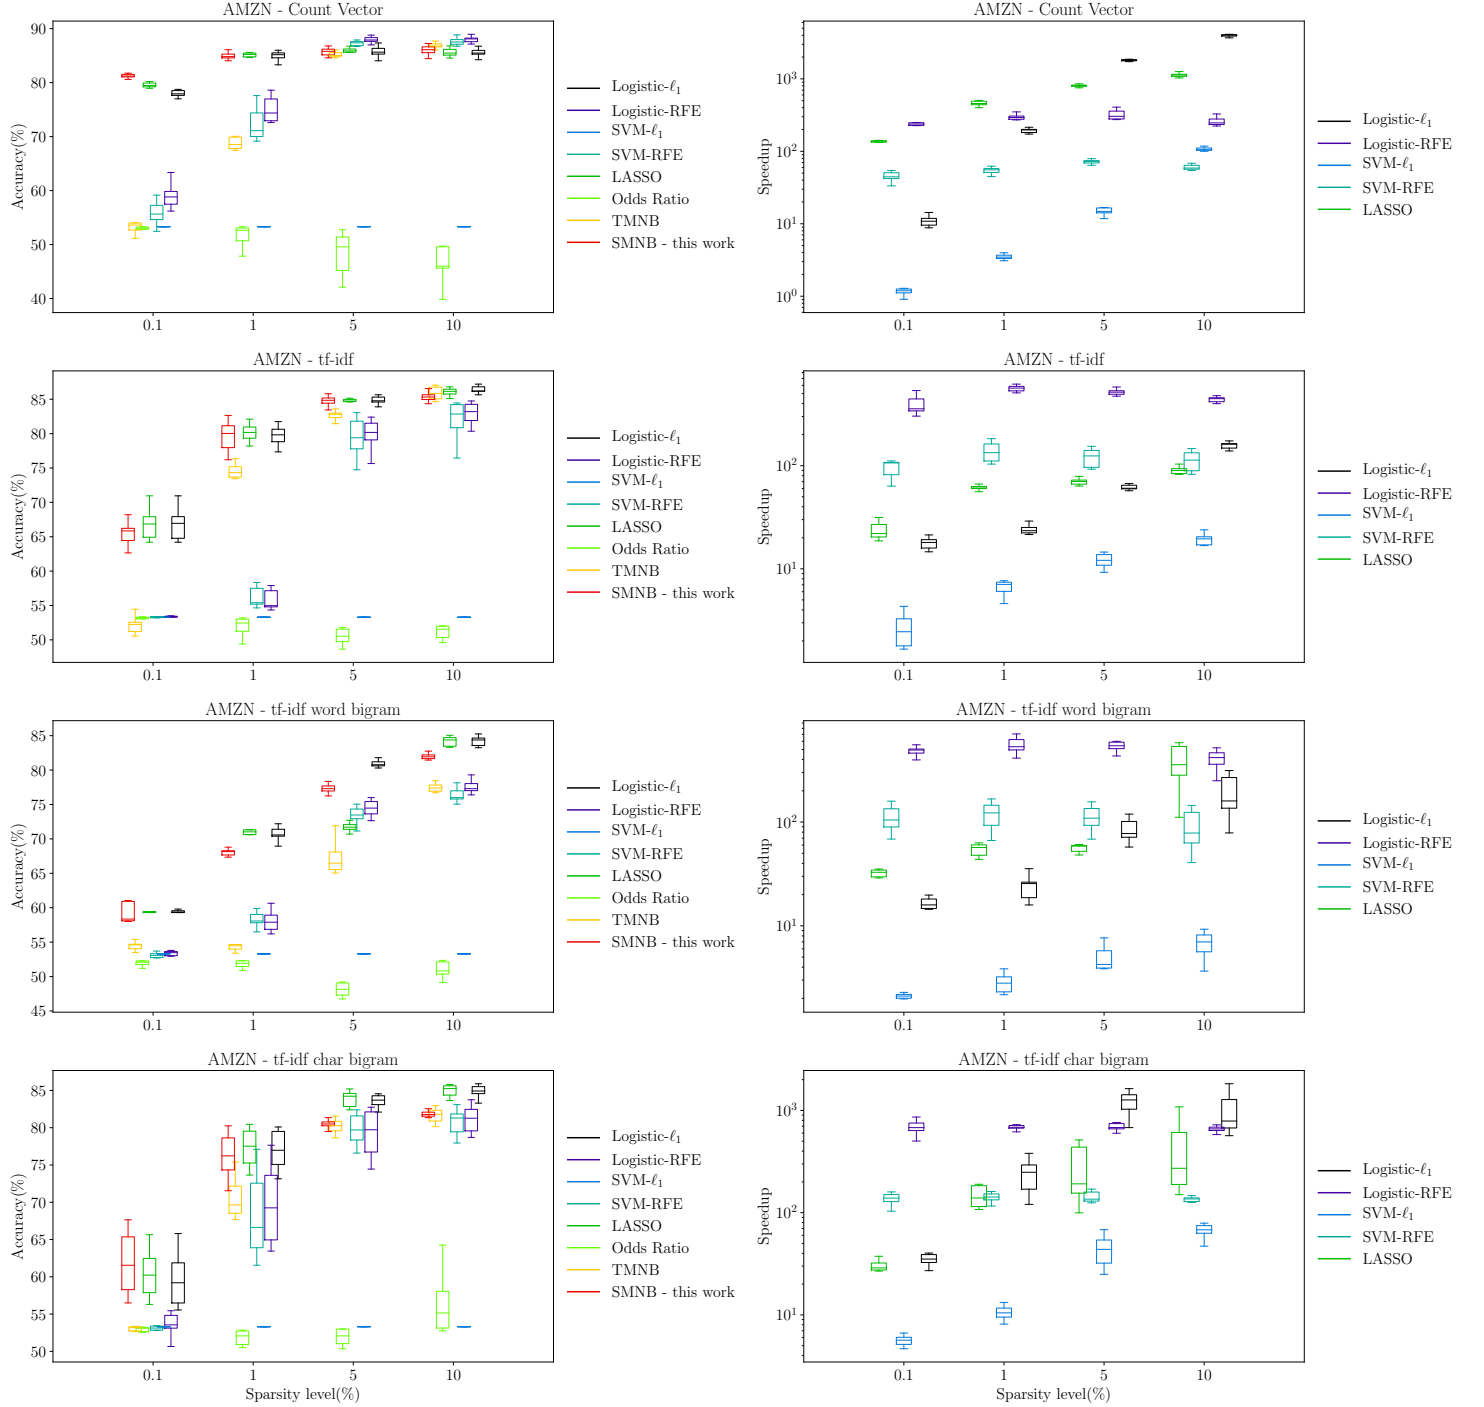 AMZN - Count Vector
Accuracy(%)
90
80
70
60
50
40
0.1 1 5 10
Logistic-ℓ₁
Logistic-RFE
SVM-ℓ₁
SVM-RFE
LASSO
Odds Ratio
TMNB
SMNB - this work
AMZN - Count Vector
Speedup
10³
10²
10¹
10⁰
0.1 1 5 10
Logistic-ℓ₁
Logistic-RFE
SVM-ℓ₁
SVM-RFE
LASSO
AMZN - tf-idf
Accuracy(%)
85
80
75
70
65
60
55
50
0.1 1 5 10
Logistic-ℓ₁
Logistic-RFE
SVM-ℓ₁
SVM-RFE
LASSO
Odds Ratio
TMNB
SMNB - this work
AMZN - tf-idf
Speedup
10²
10¹
0.1 1 5 10
Logistic-ℓ₁
Logistic-RFE
SVM-ℓ₁
SVM-RFE
LASSO
AMZN - tf-idf word bigram
Accuracy(%)
85
80
75
70
65
60
55
50
45
0.1 1 5 10
Logistic-ℓ₁
Logistic-RFE
SVM-ℓ₁
SVM-RFE
LASSO
Odds Ratio
TMNB
SMNB - this work
AMZN - tf-idf word bigram
Speedup
10²
10¹
0.1 1 5 10
Logistic-ℓ₁
Logistic-RFE
SVM-ℓ₁
SVM-RFE
LASSO
AMZN - tf-idf char bigram
Accuracy(%)
85
80
75
70
65
60
55
50
0.1 1 5 10
Sparsity level(%)
Logistic-ℓ₁
Logistic-RFE
SVM-ℓ₁
SVM-RFE
LASSO
Odds Ratio
TMNB
SMNB - this work
AMZN - tf-idf char bigram
Speedup
10³
10²
10¹
0.1 1 5 10
Sparsity level(%)
Logistic-ℓ₁
Logistic-RFE
SVM-ℓ₁
SVM-RFE
LASSO